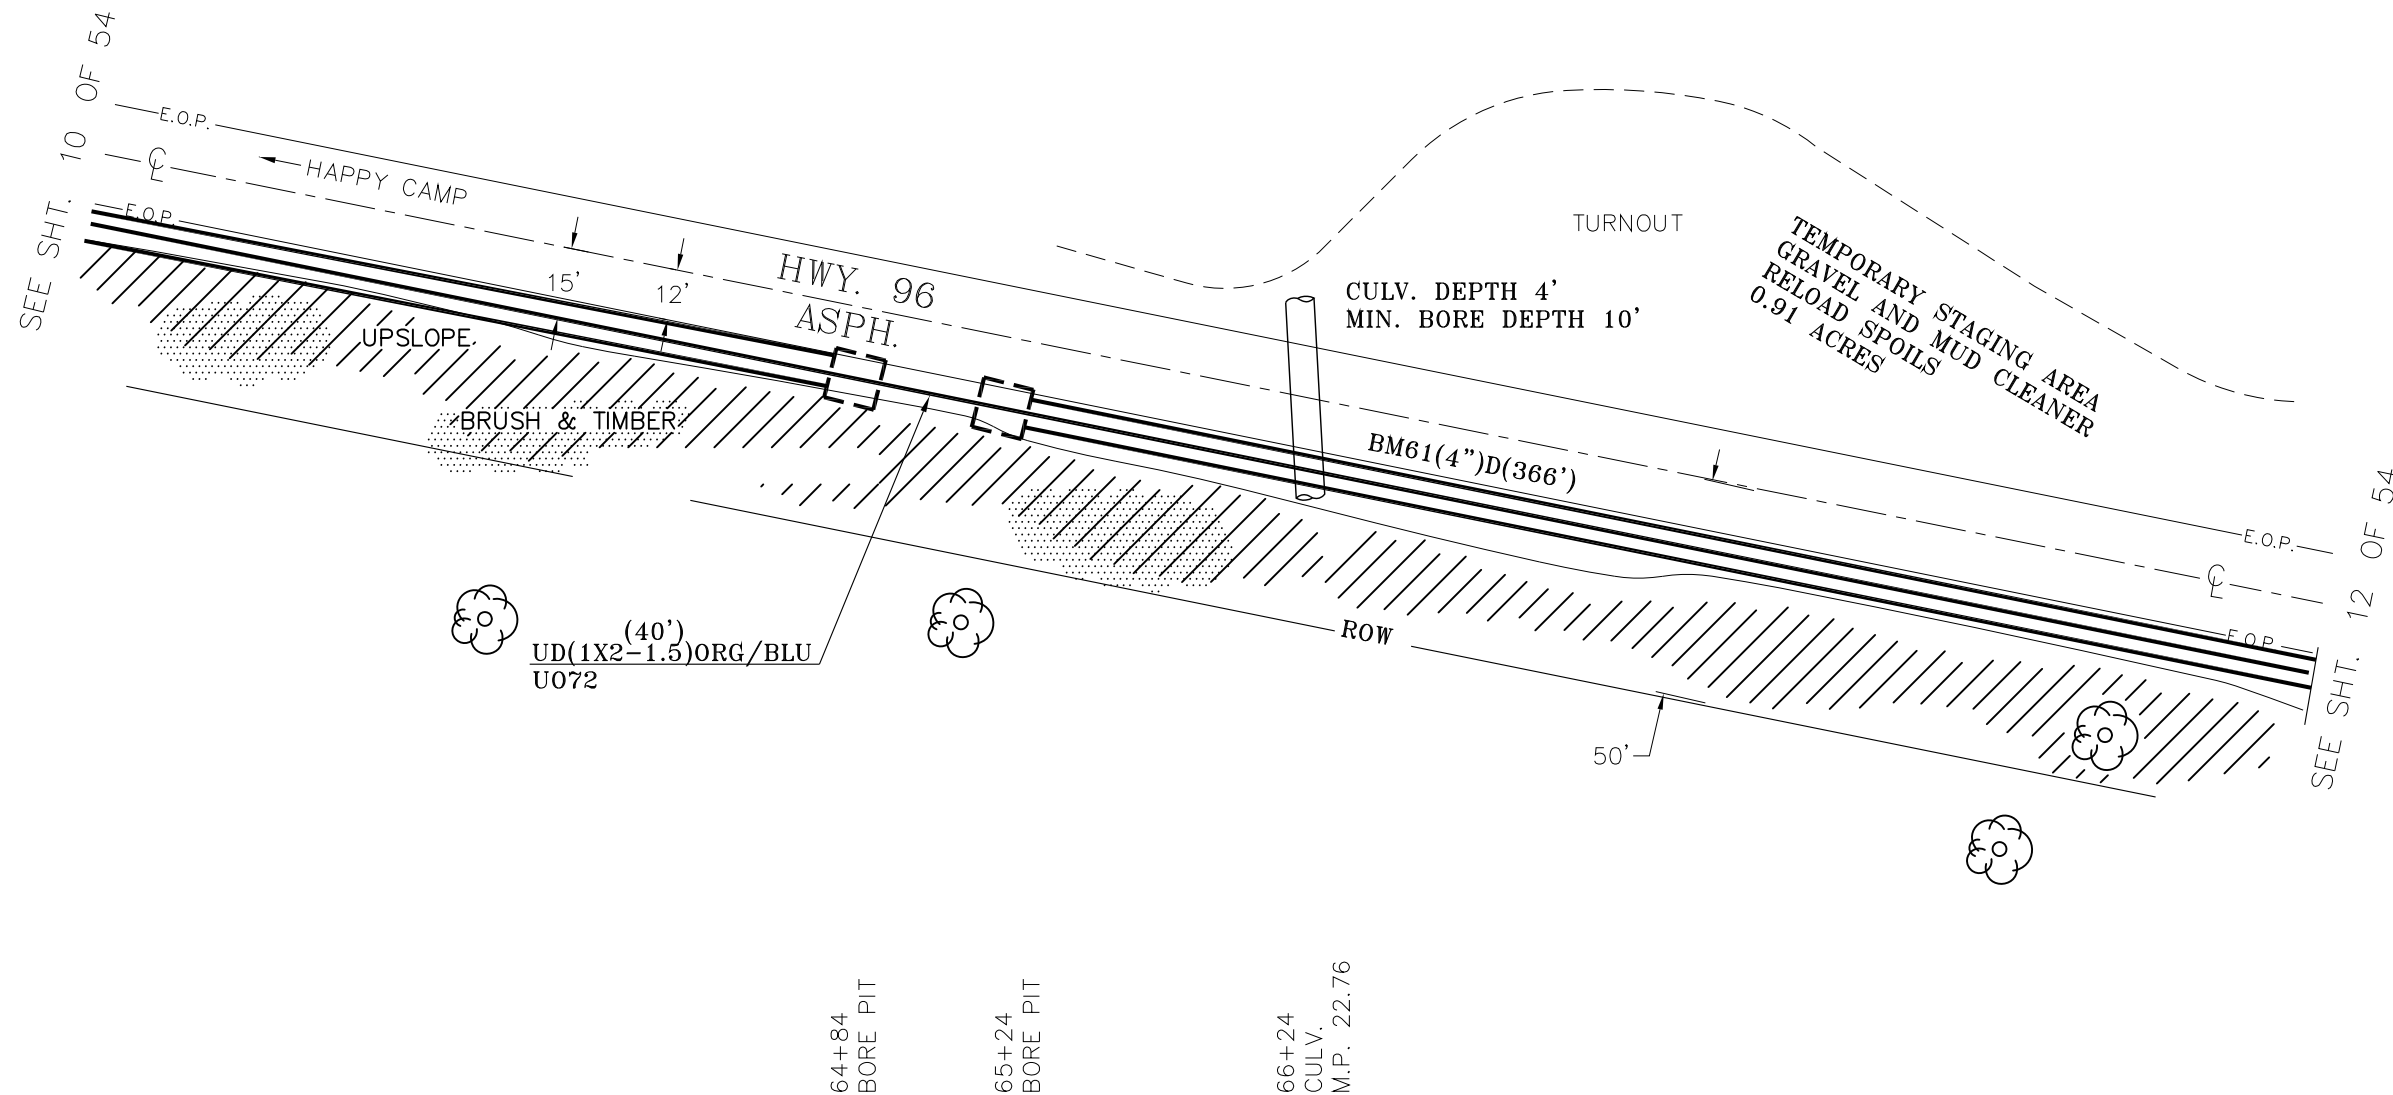 SEE SHT. 10 OF 54
E.O.P.
C̲L
HAPPY CAMP
E.O.P.
15'
12'
HWY. 96
ASPH.
UPSLOPE.
BRUSH & TIMBER
TURNOUT
CULV. DEPTH 4'
MIN. BORE DEPTH 10'
TEMPORARY STAGING AREA
GRAVEL AND MUD CLEANER
RELOAD SPOILS
0.91 ACRES
BM61(4")D(366')
E.O.P.
CL
E.O.P.
SEE SHT. 12 OF 54
(40')
UD(1X2-1.5)ORG/BLU
U072
ROW
50'
64+84
BORE PIT
65+24
BORE PIT
66+24
CULV.
M.P. 22.76